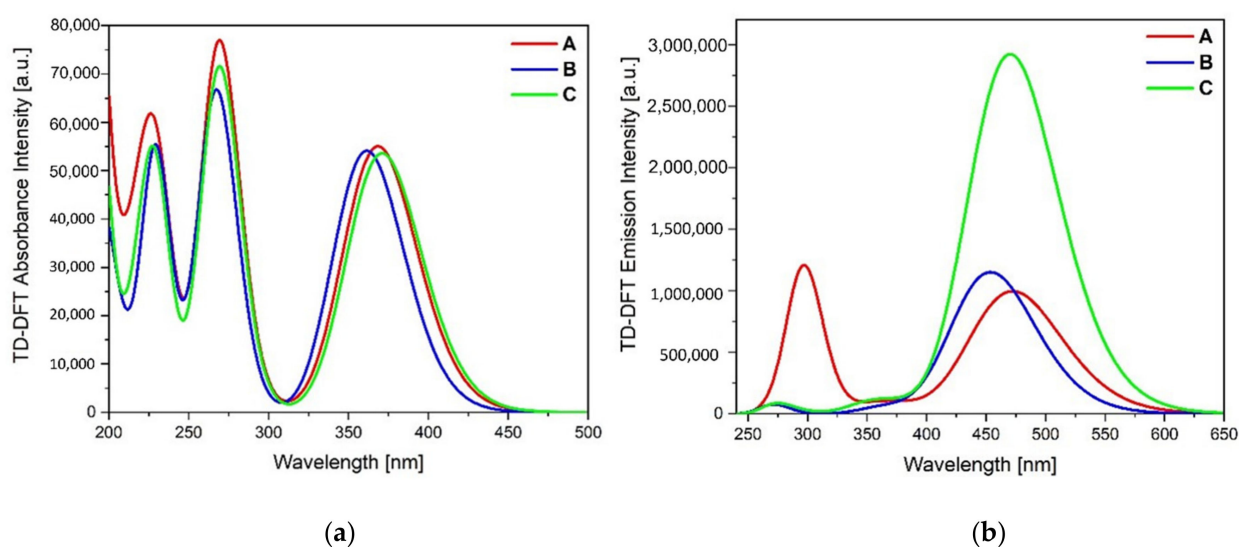 TD-DFT Absorbance Intensity [a.u.]
80,000
70,000
60,000
50,000
40,000
30,000
20,000
10,000
0
A
B
C
200
250
300
350
400
450
500
Wavelength [nm]
(a)
TD-DFT Emission Intensity [a.u.]
3,000,000
2,500,000
2,000,000
1,500,000
1,000,000
500,000
0
A
B
C
250
300
350
400
450
500
550
600
650
Wavelength [nm]
(b)